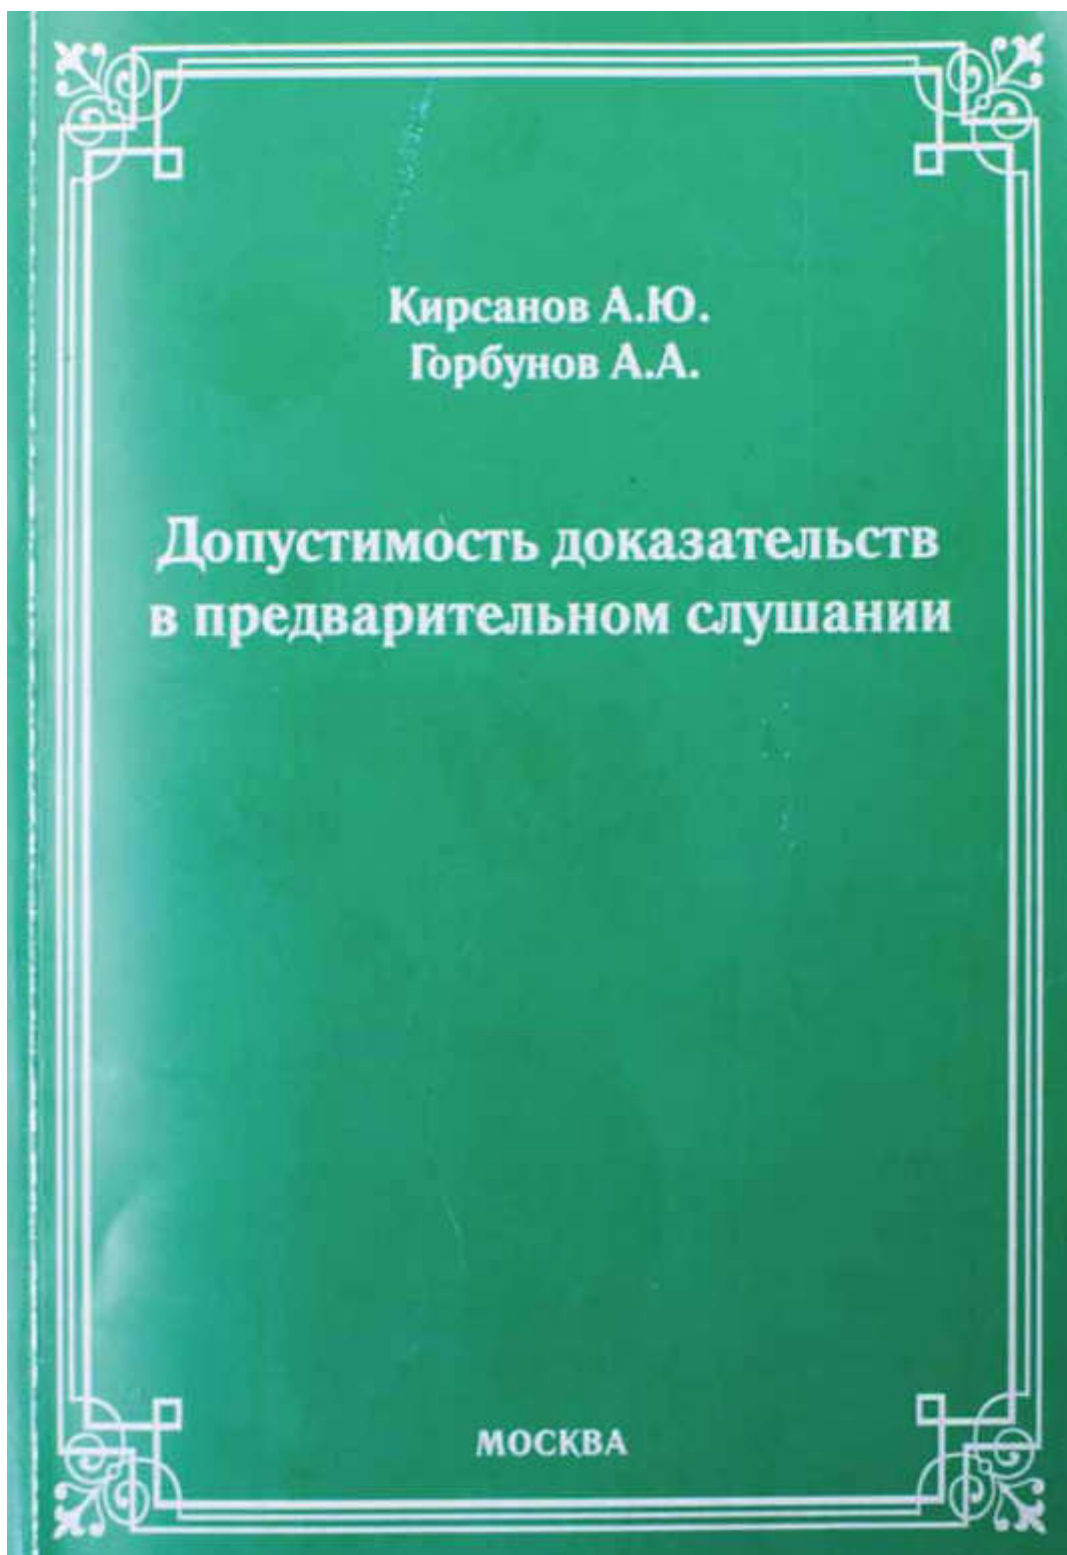 Кирсанов А.Ю.
Горбунов А.А.
Допустимость доказательств
в предварительном слушании
МОСКВА